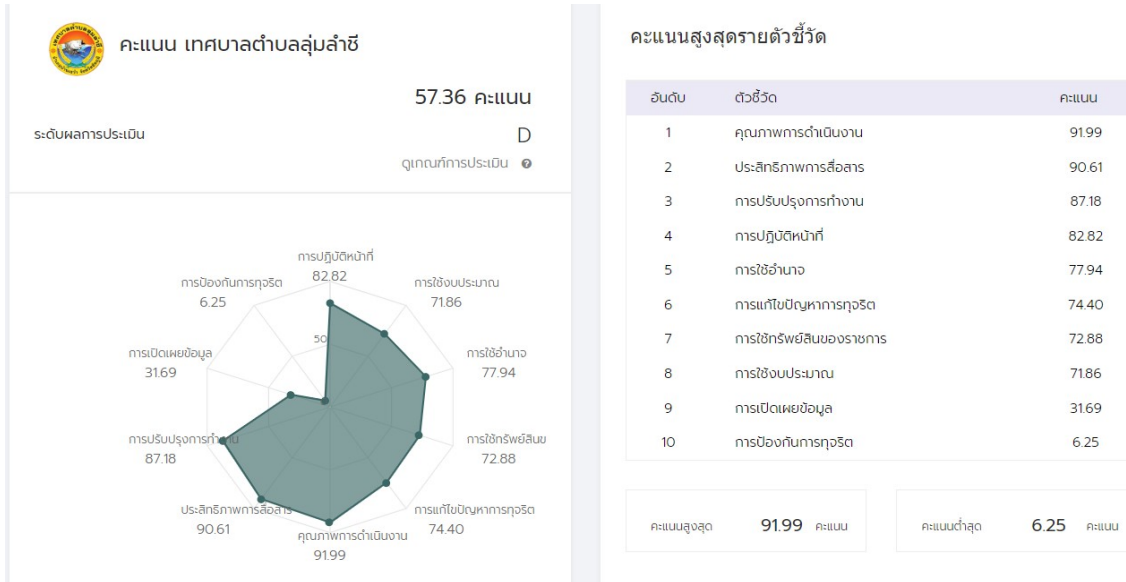 คะแนน เทศบาลตำบลลุ่มลำชี
57.36 คะแนน
ระดับผลการประเมิน D
ดูเกณฑ์การประเมิน
การปฏิบัติหน้าที่
82.82
การป้องกันการทุจริต
6.25
การใช้งบประมาณ
71.86
50
การเปิดเผยข้อมูล
31.69
การใช้อำนาจ
77.94
การปรับปรุงการทำงาน
87.18
การใช้ทรัพย์สินข
72.88
ประสิทธิภาพการสื่อสาร
90.61
การแก้ไขปัญหาการทุจริต
74.40
คุณภาพการดำเนินงาน
91.99
คะแนนสูงสุดรายตัวชี้วัด
อันดับ ตัวชี้วัด คะแนน
1 คุณภาพการดำเนินงาน 91.99
2 ประสิทธิภาพการสื่อสาร 90.61
3 การปรับปรุงการทำงาน 87.18
4 การปฏิบัติหน้าที่ 82.82
5 การใช้อำนาจ 77.94
6 การแก้ไขปัญหาการทุจริต 74.40
7 การใช้ทรัพย์สินของราชการ 72.88
8 การใช้งบประมาณ 71.86
9 การเปิดเผยข้อมูล 31.69
10 การป้องกันการทุจริต 6.25
คะแนนสูงสุด 91.99 คะแนน
คะแนนต่ำสุด 6.25 คะแนน